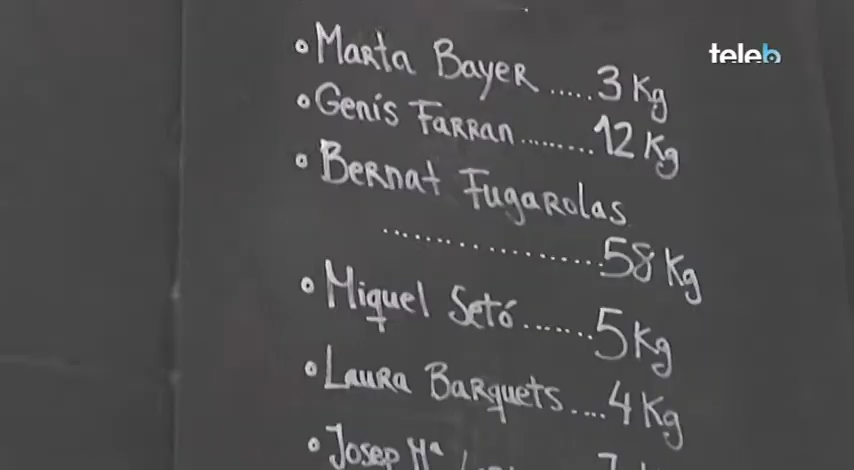 teleb
• Marta Bayer ..... 3 Kg
• Genís Farran ......... 12 Kg
• Bernat Fugarolas
.................... 58 Kg
• Miquel Setó ....... 5 Kg
• Laura Barquets .... 4 Kg
• Josep Mª